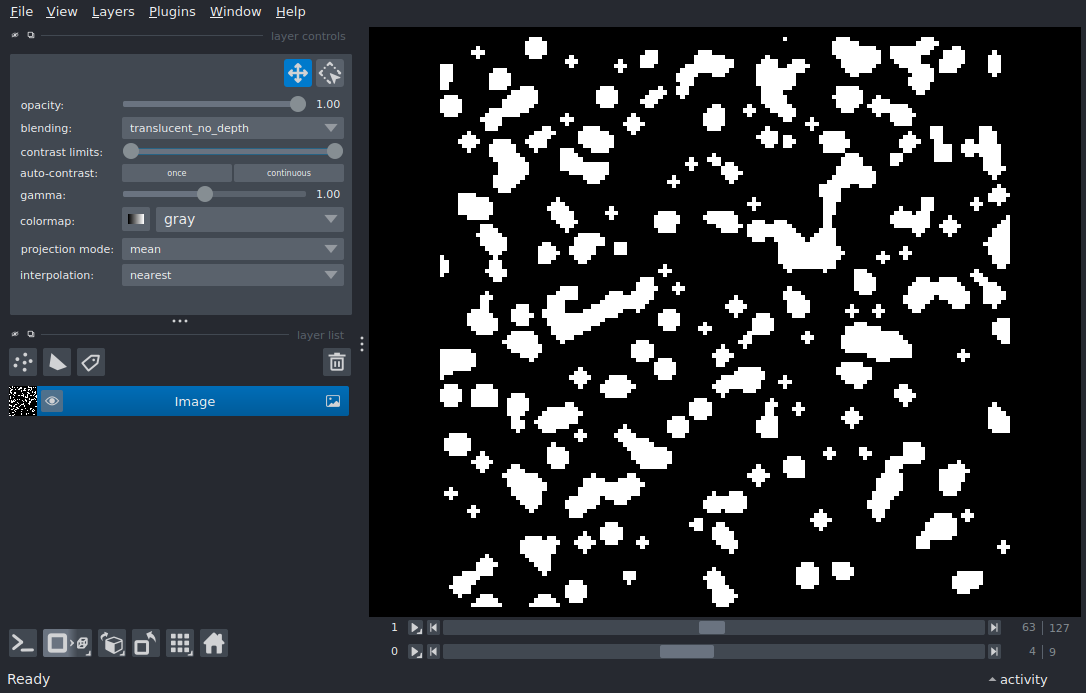 File View Layers Plugins Window Help
layer controls
opacity: 1.00
blending: translucent_no_depth
contrast limits:
auto-contrast: once continuous
gamma: 1.00
colormap: gray
projection mode: mean
interpolation: nearest
layer list
Image
1 63 127
0 4 9
Ready activity